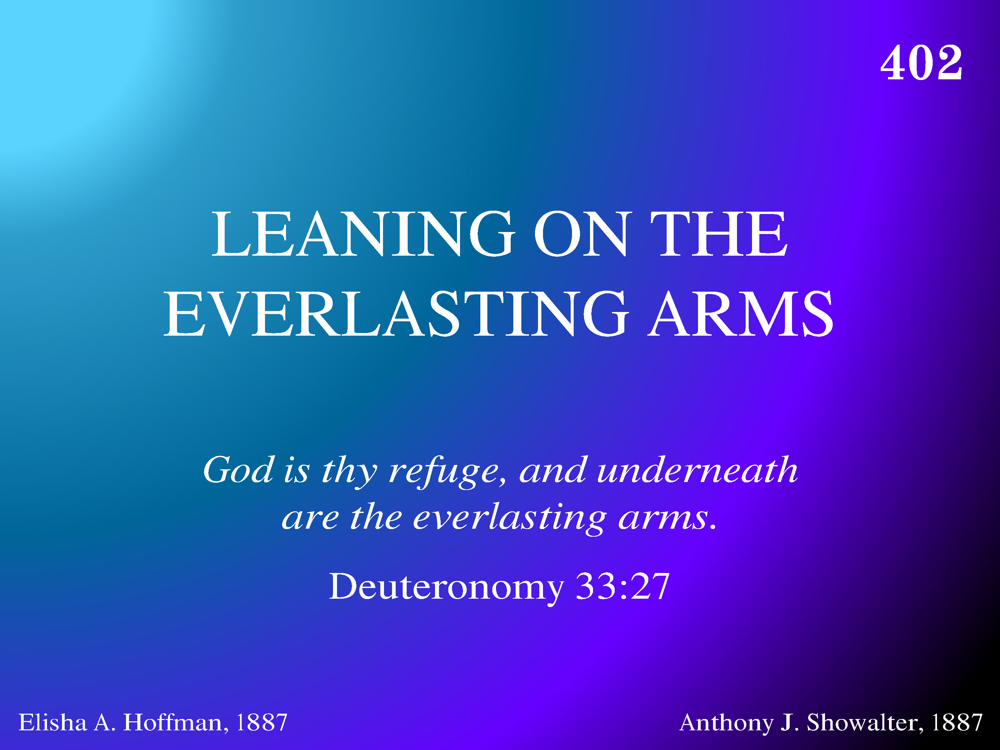 402
LEANING ON THE
EVERLASTING ARMS
God is thy refuge, and underneath
are the everlasting arms.
Deuteronomy 33:27
Elisha A. Hoffman, 1887
Anthony J. Showalter, 1887